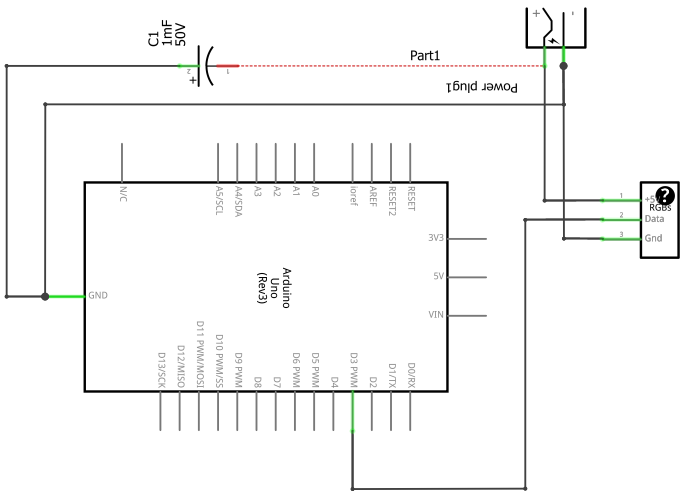 + -
C1
1mF
50V
2 1
+
Part1
Power plug1
N/C
A5/SCL
A4/SDA
A3
A2
A1
A0
ioref
AREF
RESET2
RESET
1 +5
?
RGBs
2 Data
3 Gnd
3V3
5V
VIN
GND
Arduino
Uno
(Rev3)
D13/SCK
D12/MISO
D11 PWM/MOSI
D10 PWM/SS
D9 PWM
D8
D7
D6 PWM
D5 PWM
D4
D3 PWM
D2
D1/TX
D0/RX